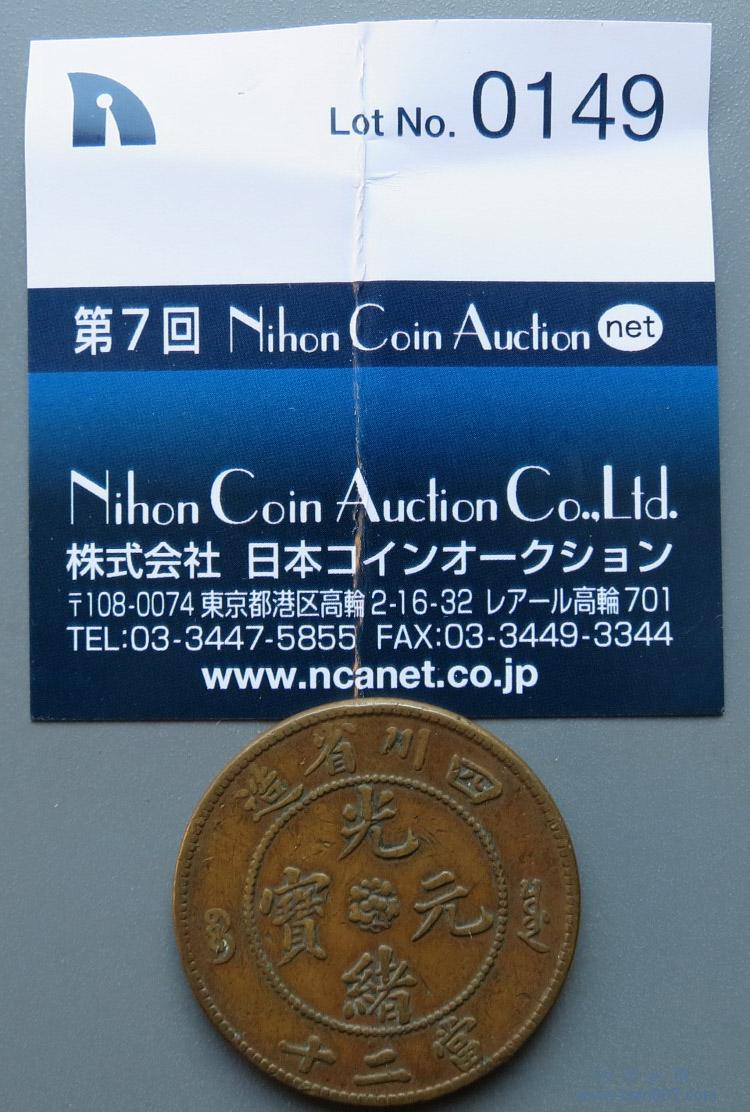 Lot No. 0149
第7回 Nihon Coin Auction net
Nihon Coin Auction Co.,Ltd.
株式会社 日本コインオークション
〒108-0074 東京都港区高輪 2-16-32 レアール高輪 701
TEL:03-3447-5855 FAX:03-3449-3344
www.ncanet.co.jp
造省川四
光緒元寶
十二當